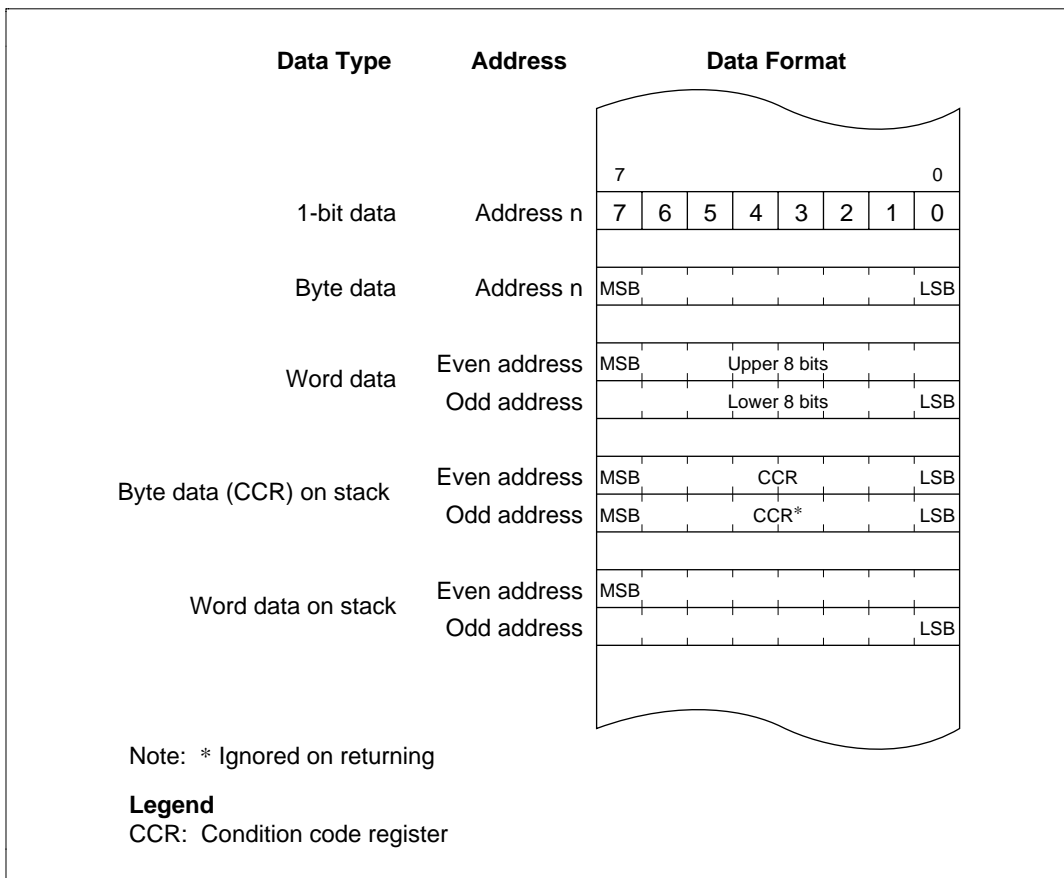 Data Type Address Data Format
7 0
1-bit data Address n 7 6 5 4 3 2 1 0
Byte data Address n MSB LSB
Word data
Even address MSB Upper 8 bits
Odd address Lower 8 bits LSB
Byte data (CCR) on stack
Even address MSB CCR LSB
Odd address MSB CCR* LSB
Word data on stack
Even address MSB
Odd address LSB
Note: * Ignored on returning
Legend
CCR: Condition code register